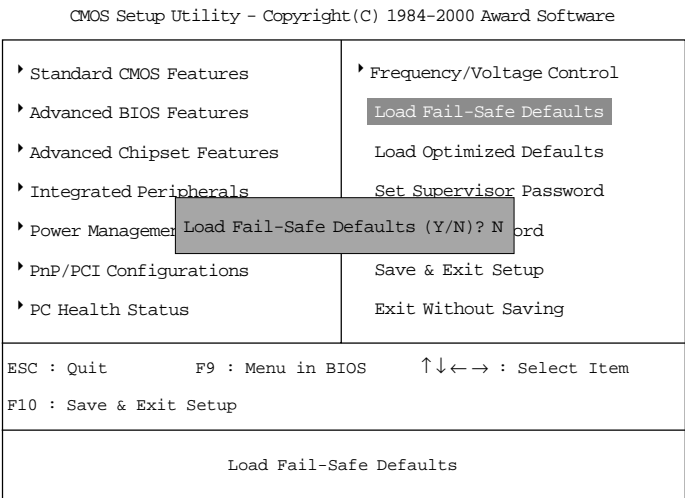 CMOS Setup Utility - Copyright(C) 1984-2000 Award Software
Standard CMOS Features
Advanced BIOS Features
Advanced Chipset Features
Integrated Peripherals
Power Managemen
PnP/PCI Configurations
PC Health Status
Frequency/Voltage Control
Load Fail-Safe Defaults
Load Optimized Defaults
Set Supervisor Password
ord
Save & Exit Setup
Exit Without Saving
Load Fail-Safe Defaults (Y/N)? N
ESC : Quit F9 : Menu in BIOS ↑↓←→ : Select Item
F10 : Save & Exit Setup
Load Fail-Safe Defaults